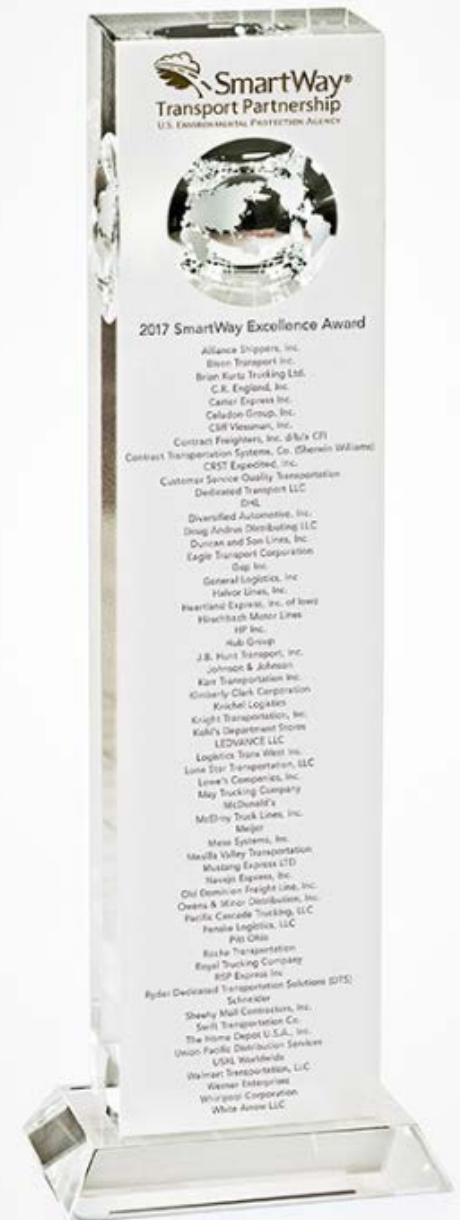 SmartWay®
Transport Partnership
U.S. ENVIRONMENTAL PROTECTION AGENCY
2017 SmartWay Excellence Award
Alliance Shippers, Inc.
Bison Transport Inc.
Brian Kurtz Trucking Ltd.
C.R. England, Inc.
Carter Express Inc.
Celadon Group, Inc.
Cliff Viessman, Inc.
Contract Freighters, Inc. d/b/a CFI
Contract Transportation Systems, Co. (Sherwin Williams)
CRST Expedited, Inc.
Customer Service Quality Transportation
Dedicated Transport LLC
DHL
Diversified Automotive, Inc.
Doug Andrus Distributing LLC
Duncan and Son Lines, Inc.
Eagle Transport Corporation
Gap Inc.
General Logistics, Inc
Halvor Lines, Inc.
Heartland Express, Inc. of Iowa
Hirschbach Motor Lines
HP Inc.
Hub Group
J.B. Hunt Transport, Inc.
Johnson & Johnson
Karr Transportation Inc.
Kimberly Clark Corporation
Knichel Logistics
Knight Transportation, Inc.
Kohl's Department Stores
LEDVANCE LLC
Logistics Trans West Inc.
Lone Star Transportation, LLC
Lowe's Companies, Inc.
May Trucking Company
McDonald's
McElroy Truck Lines, Inc.
Meijer
Mesa Systems, Inc.
Mesilla Valley Transportation
Mustang Express LTD
Navajo Express, Inc.
Old Dominion Freight Line, Inc.
Owens & Minor Distribution, Inc.
Pacific Cascade Trucking, LLC
Penske Logistics, LLC
Pitt Ohio
Roche Transportation
Royal Trucking Company
RSP Express Inc
Ryder Dedicated Transportation Solutions (DTS)
Schneider
Sheehy Mail Contractors, Inc.
Swift Transportation Co.
The Home Depot U.S.A., Inc.
Union Pacific Distribution Services
USXL Worldwide
Walmart Transportation, LLC
Werner Enterprises
Whirlpool Corporation
White Arrow LLC